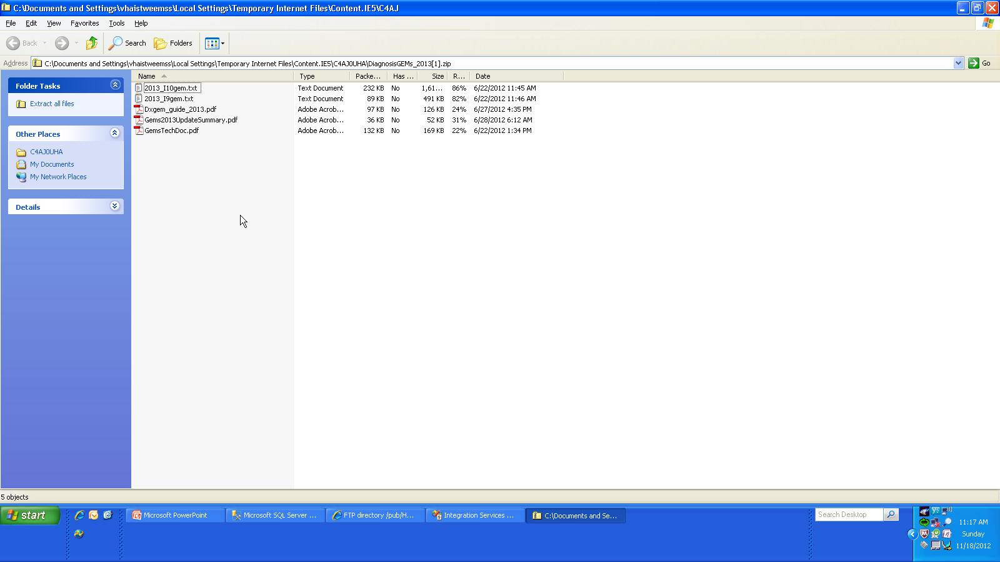 C:\Documents and Settings\vhaistweemss\Local Settings\Temporary Internet Files\Content.IE5\C4AJ
File Edit View Favorites Tools Help
Back Search Folders
Address C:\Documents and Settings\vhaistweemss\Local Settings\Temporary Internet Files\Content.IE5\C4AJ0UHA\DiagnosisGEMs_2013[1].zip Go
Folder Tasks
Extract all files
Other Places
C4AJ0UHA
My Documents
My Network Places
Details
Name Type Packe... Has ... Size R... Date
2013_I10gem.txt Text Document 232 KB No 1,61... 86% 6/22/2012 11:45 AM
2013_I9gem.txt Text Document 89 KB No 491 KB 82% 6/22/2012 11:46 AM
Dxgem_guide_2013.pdf Adobe Acrob... 97 KB No 126 KB 24% 6/27/2012 4:35 PM
Gems2013UpdateSummary.pdf Adobe Acrob... 36 KB No 52 KB 31% 6/28/2012 6:12 AM
GemsTechDoc.pdf Adobe Acrob... 132 KB No 169 KB 22% 6/22/2012 1:34 PM
5 objects
start Microsoft PowerPoint Microsoft SQL Server ... FTP directory /pub/H... Integration Services ... C:\Documents and Se... Search Desktop
11:17 AM
Sunday
11/18/2012